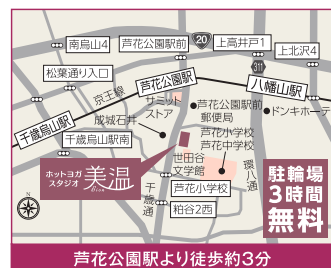 南烏山4
芦花公園駅前
20
上高井戸1
上北沢4
松葉通り入口
311
芦花公園駅
八幡山駅
京王線
サミット
ストア
芦花公園駅前
郵便局
ドンキホーテ
千歳烏山駅
成城石井
芦花小学校
芦花中学校
千歳烏山駅南
世田谷
文学館
環八通
ホットヨガ
スタジオ
美温
Bion
千歳通
芦花小学校
粕谷2西
駐輪場
3時間
無料
芦花公園駅より徒歩約3分